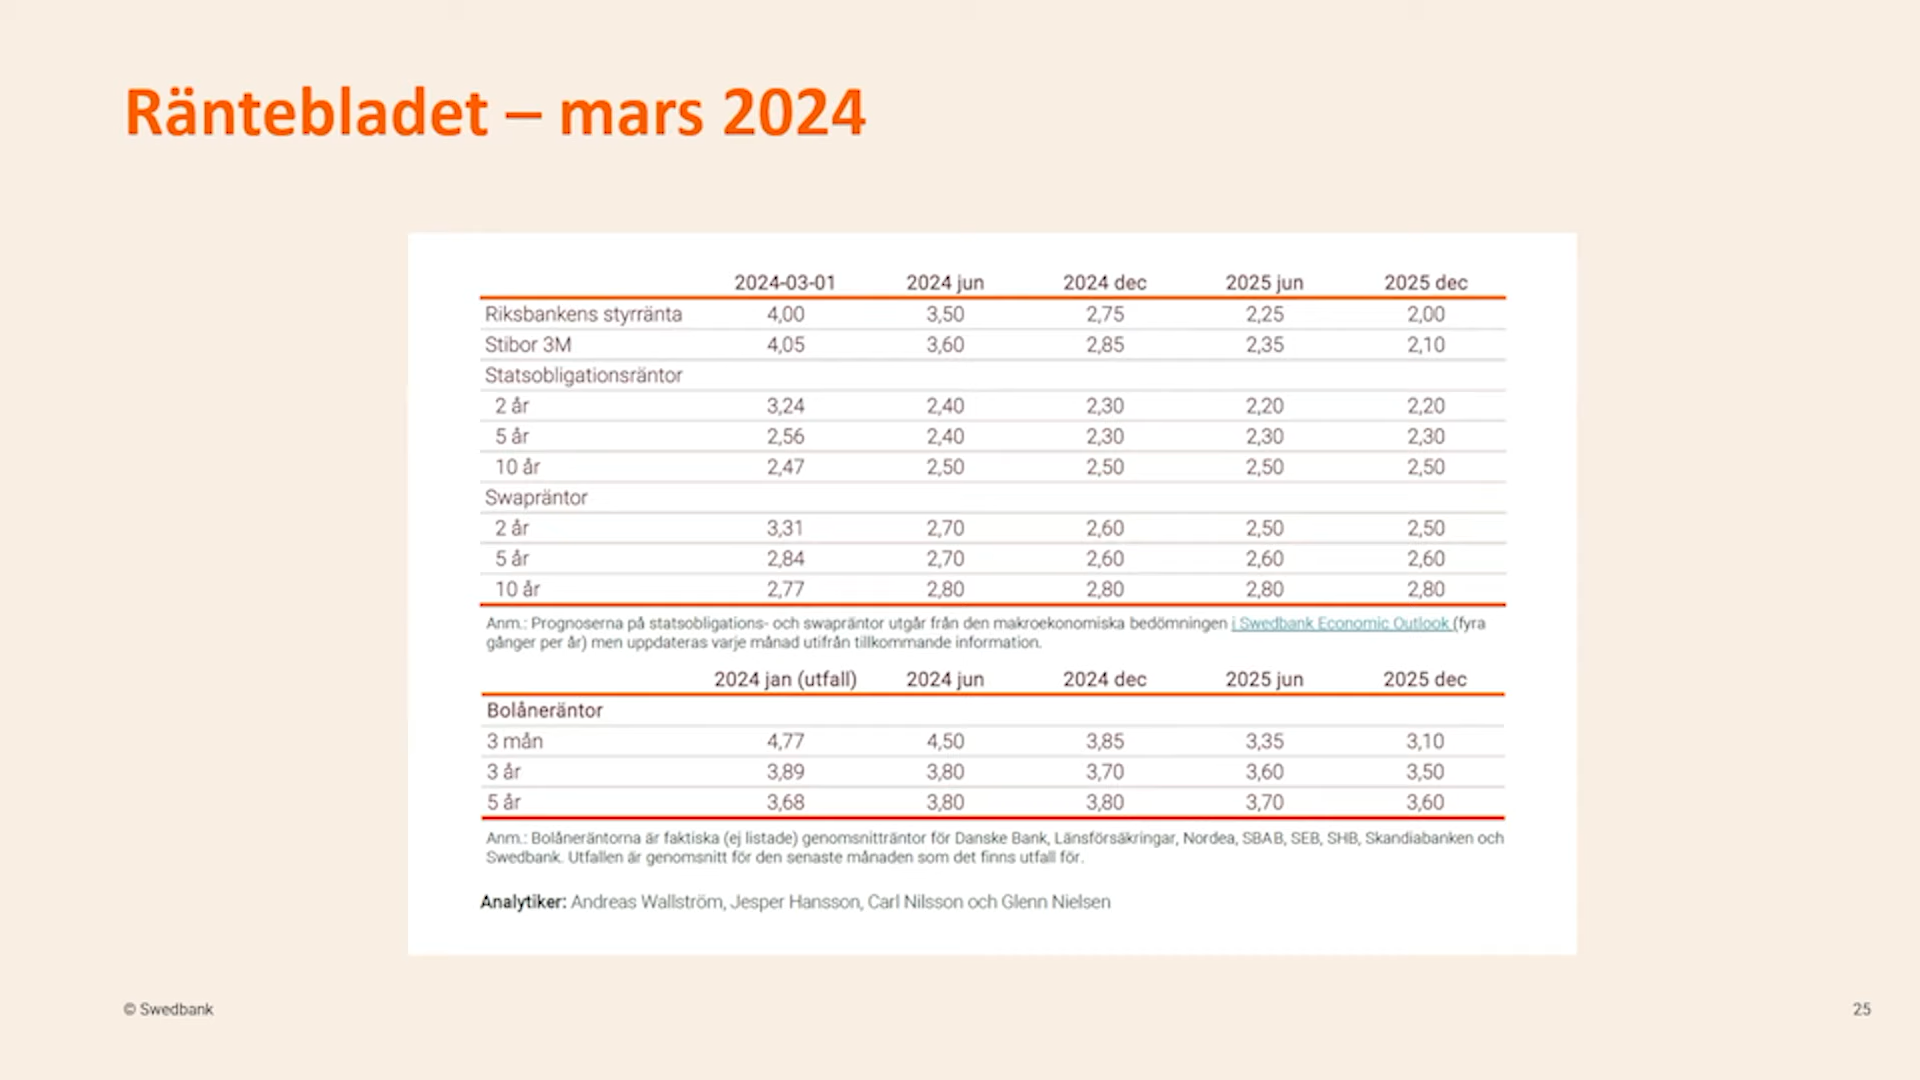 Räntebladet – mars 2024
2024-03-01 2024 jun 2024 dec 2025 jun 2025 dec
Riksbankens styrränta 4,00 3,50 2,75 2,25 2,00
Stibor 3M 4,05 3,60 2,85 2,35 2,10
Statsobligationsräntor
2 år 3,24 2,40 2,30 2,20 2,20
5 år 2,56 2,40 2,30 2,30 2,30
10 år 2,47 2,50 2,50 2,50 2,50
Swapräntor
2 år 3,31 2,70 2,60 2,50 2,50
5 år 2,84 2,70 2,60 2,60 2,60
10 år 2,77 2,80 2,80 2,80 2,80
Anm.: Prognoserna på statsobligations- och swapräntor utgår från den makroekonomiska bedömningen i Swedbank Economic Outlook (fyra
gånger per år) men uppdateras varje månad utifrån tillkommande information.
2024 jan (utfall) 2024 jun 2024 dec 2025 jun 2025 dec
Bolåneräntor
3 mån 4,77 4,50 3,85 3,35 3,10
3 år 3,89 3,80 3,70 3,60 3,50
5 år 3,68 3,80 3,80 3,70 3,60
Anm.: Bolåneräntorna är faktiska (ej listade) genomsnitträntor för Danske Bank, Länsförsäkringar, Nordea, SBAB, SEB, SHB, Skandiabanken och
Swedbank. Utfallen är genomsnitt för den senaste månaden som det finns utfall för.
Analytiker: Andreas Wallström, Jesper Hansson, Carl Nilsson och Glenn Nielsen
© Swedbank
25